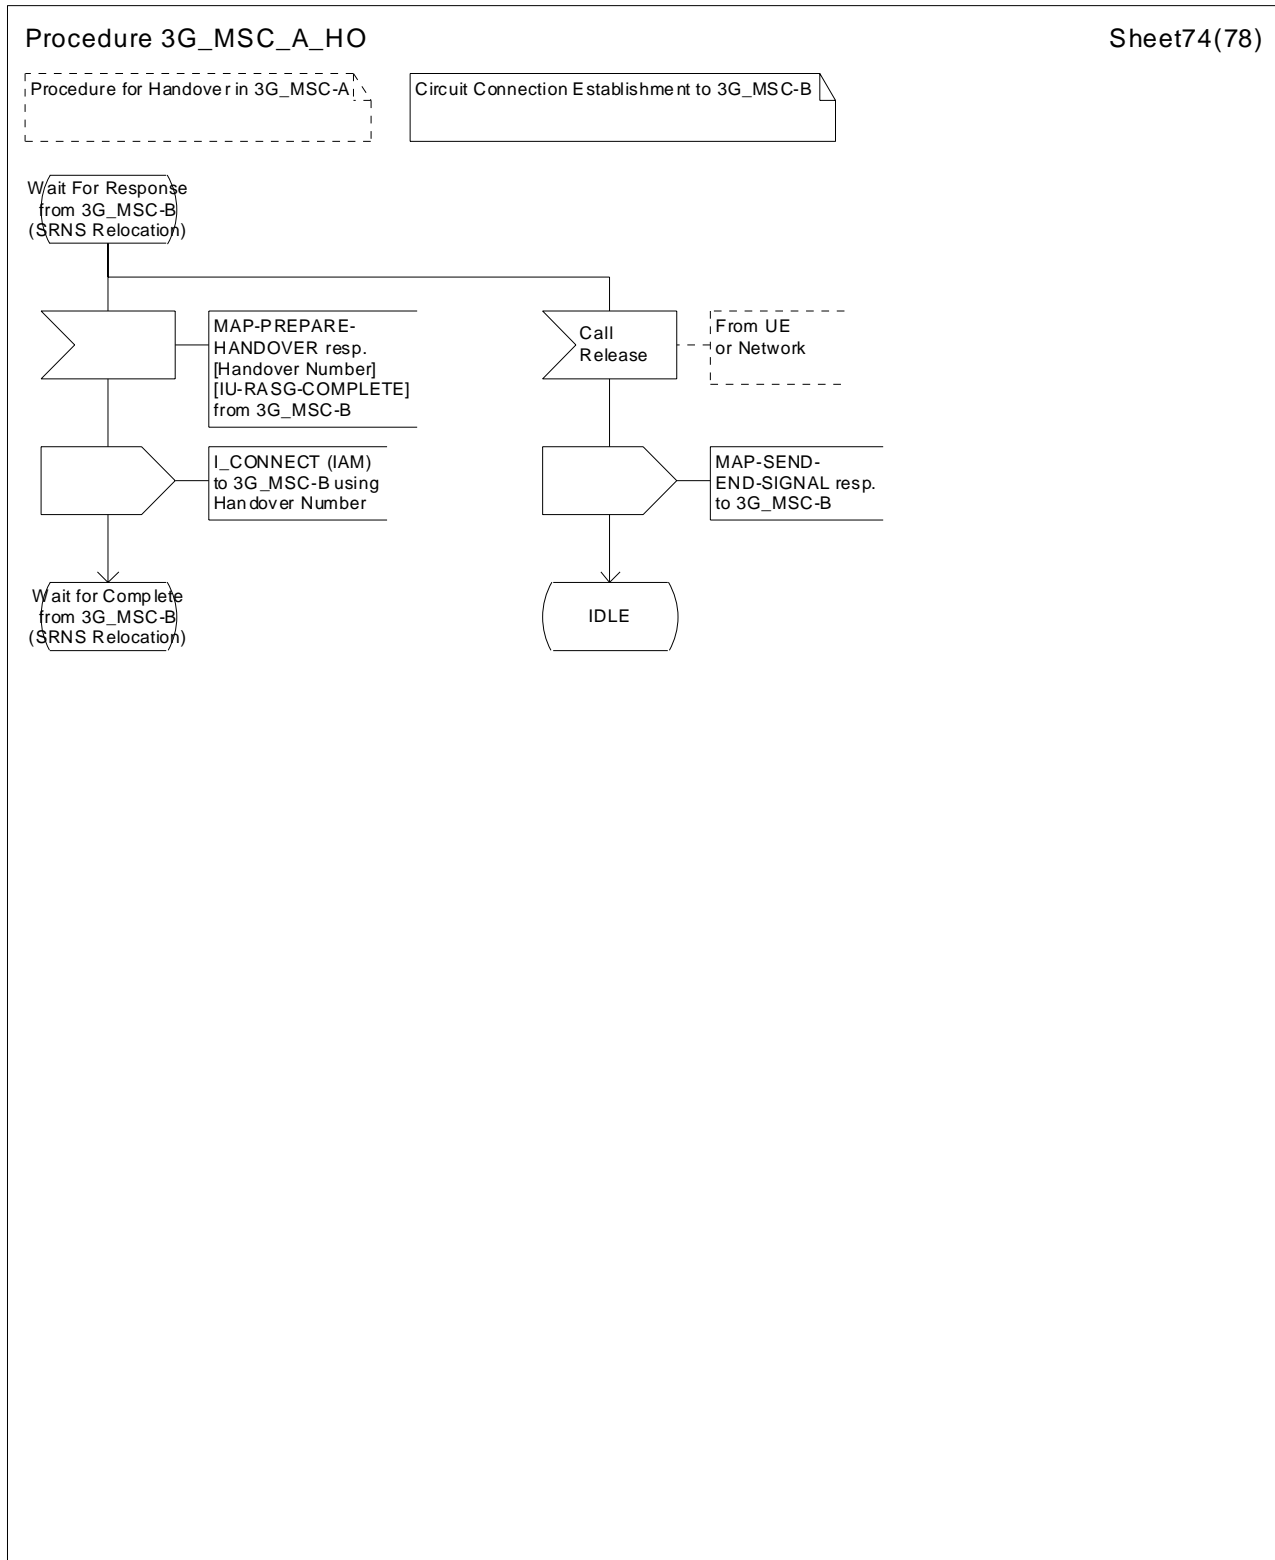 Procedure 3G_MSC_A_HO
Sheet74(78)
Procedure for Handover in 3G_MSC-A
Circuit Connection Establishment to 3G_MSC-B
Wait For Response
from 3G_MSC-B
(SRNS Relocation)
MAP-PREPARE-
HANDOVER resp.
[Handover Number]
[IU-RASG-COMPLETE]
from 3G_MSC-B
Call
Release
From UE
or Network
I_CONNECT (IAM)
to 3G_MSC-B using
Handover Number
MAP-SEND-
END-SIGNAL resp.
to 3G_MSC-B
Wait for Complete
from 3G_MSC-B
(SRNS Relocation)
IDLE